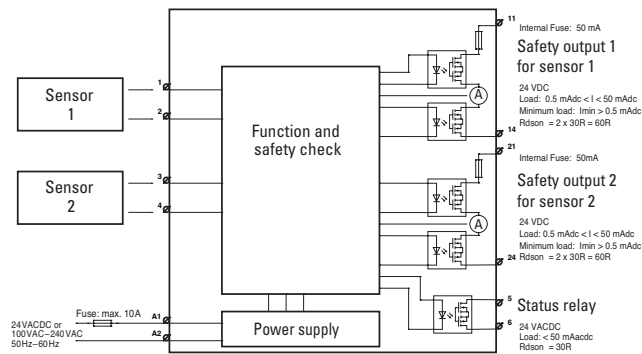 Sensor
1
Sensor
2
1
2
3
4
Fuse: max. 10A
24VACDC or
100VAC–240VAC
50Hz–60Hz
A1
A2
Function and
safety check
Power supply
A
A
11
Internal Fuse: 50 mA
Safety output 1
for sensor 1
24 VDC
Load: 0.5 mAdc < I < 50 mAdc
Minimum load: Imin > 0.5 mAdc
Rdson = 2 x 30R = 60R
14
21
Internal Fuse: 50mA
Safety output 2
for sensor 2
24 VDC
Load: 0.5 mAdc < I < 50 mAdc
Minimum load: Imin > 0.5 mAdc
Rdson = 2 x 30R = 60R
24
5
Status relay
6
24 VACDC
Load: < 50 mAacdc
Rdson = 30R